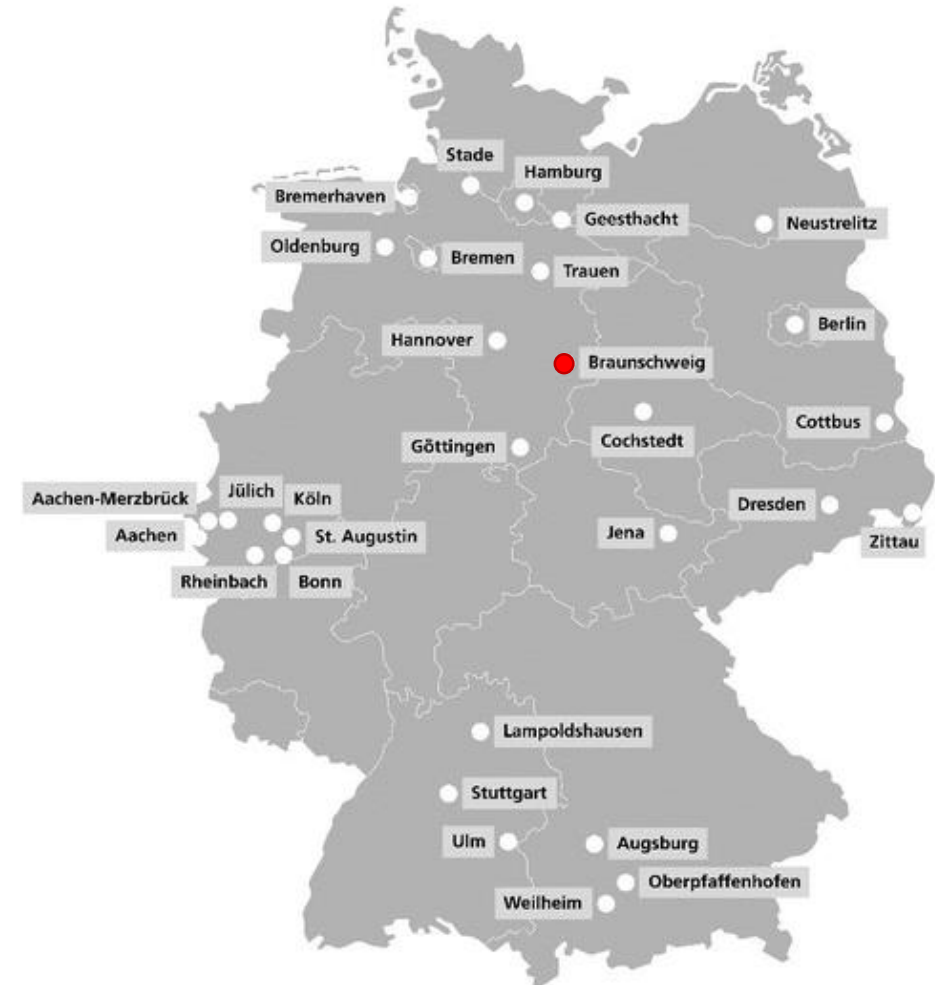 Stade
Hamburg
Bremerhaven
Geesthacht
Neustrelitz
Oldenburg
Bremen
Trauen
Berlin
Hannover
Braunschweig
Cottbus
Cochstedt
Göttingen
Aachen-Merzbrück
Jülich
Köln
Dresden
Aachen
St. Augustin
Jena
Zittau
Rheinbach
Bonn
Lampoldshausen
Stuttgart
Ulm
Augsburg
Oberpfaffenhofen
Weilheim